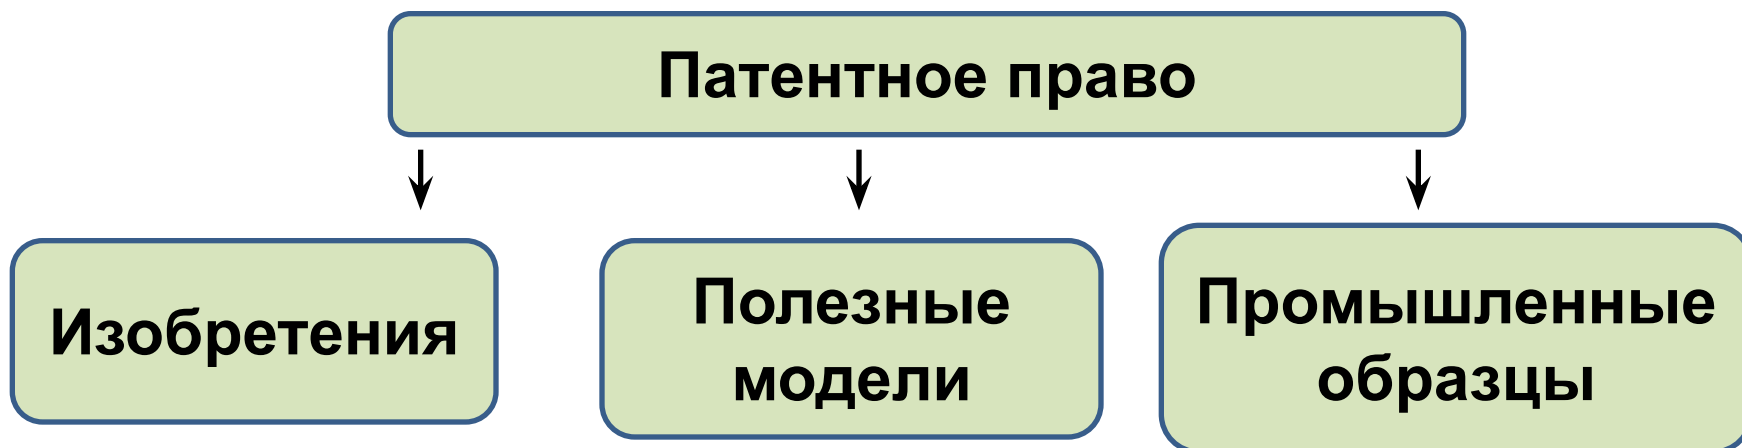 Патентное право
Изобретения
Полезные
модели
Промышленные
образцы